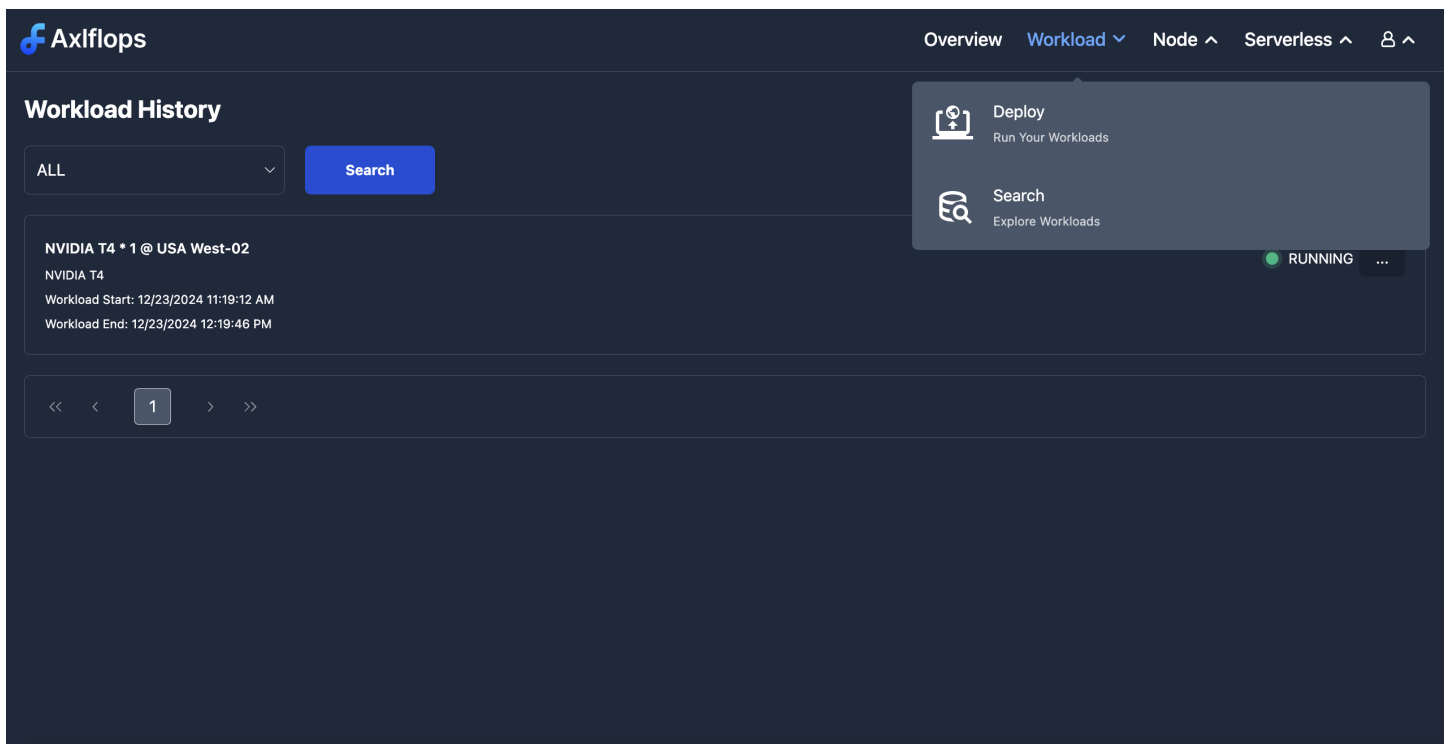 Axlflops
Overview Workload Node Serverless
Workload History
Deploy
Run Your Workloads
ALL
Search
Search
Explore Workloads
NVIDIA T4 * 1 @ USA West-02
RUNNING ...
NVIDIA T4
Workload Start: 12/23/2024 11:19:12 AM
Workload End: 12/23/2024 12:19:46 PM
<< < 1 > >>